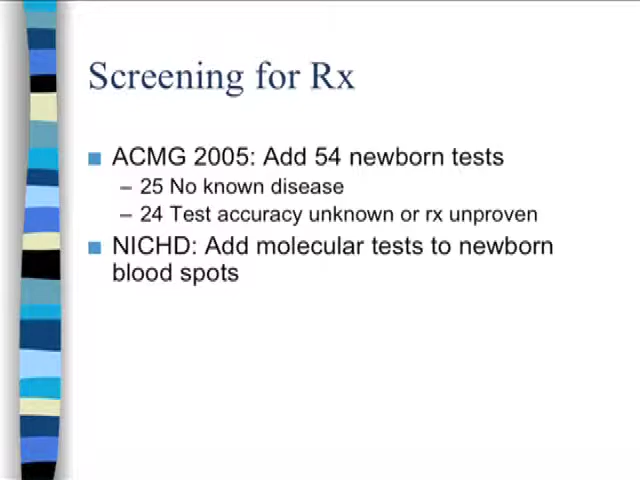 Screening for Rx
ACMG 2005: Add 54 newborn tests
– 25 No known disease
– 24 Test accuracy unknown or rx unproven
NICHD: Add molecular tests to newborn
blood spots